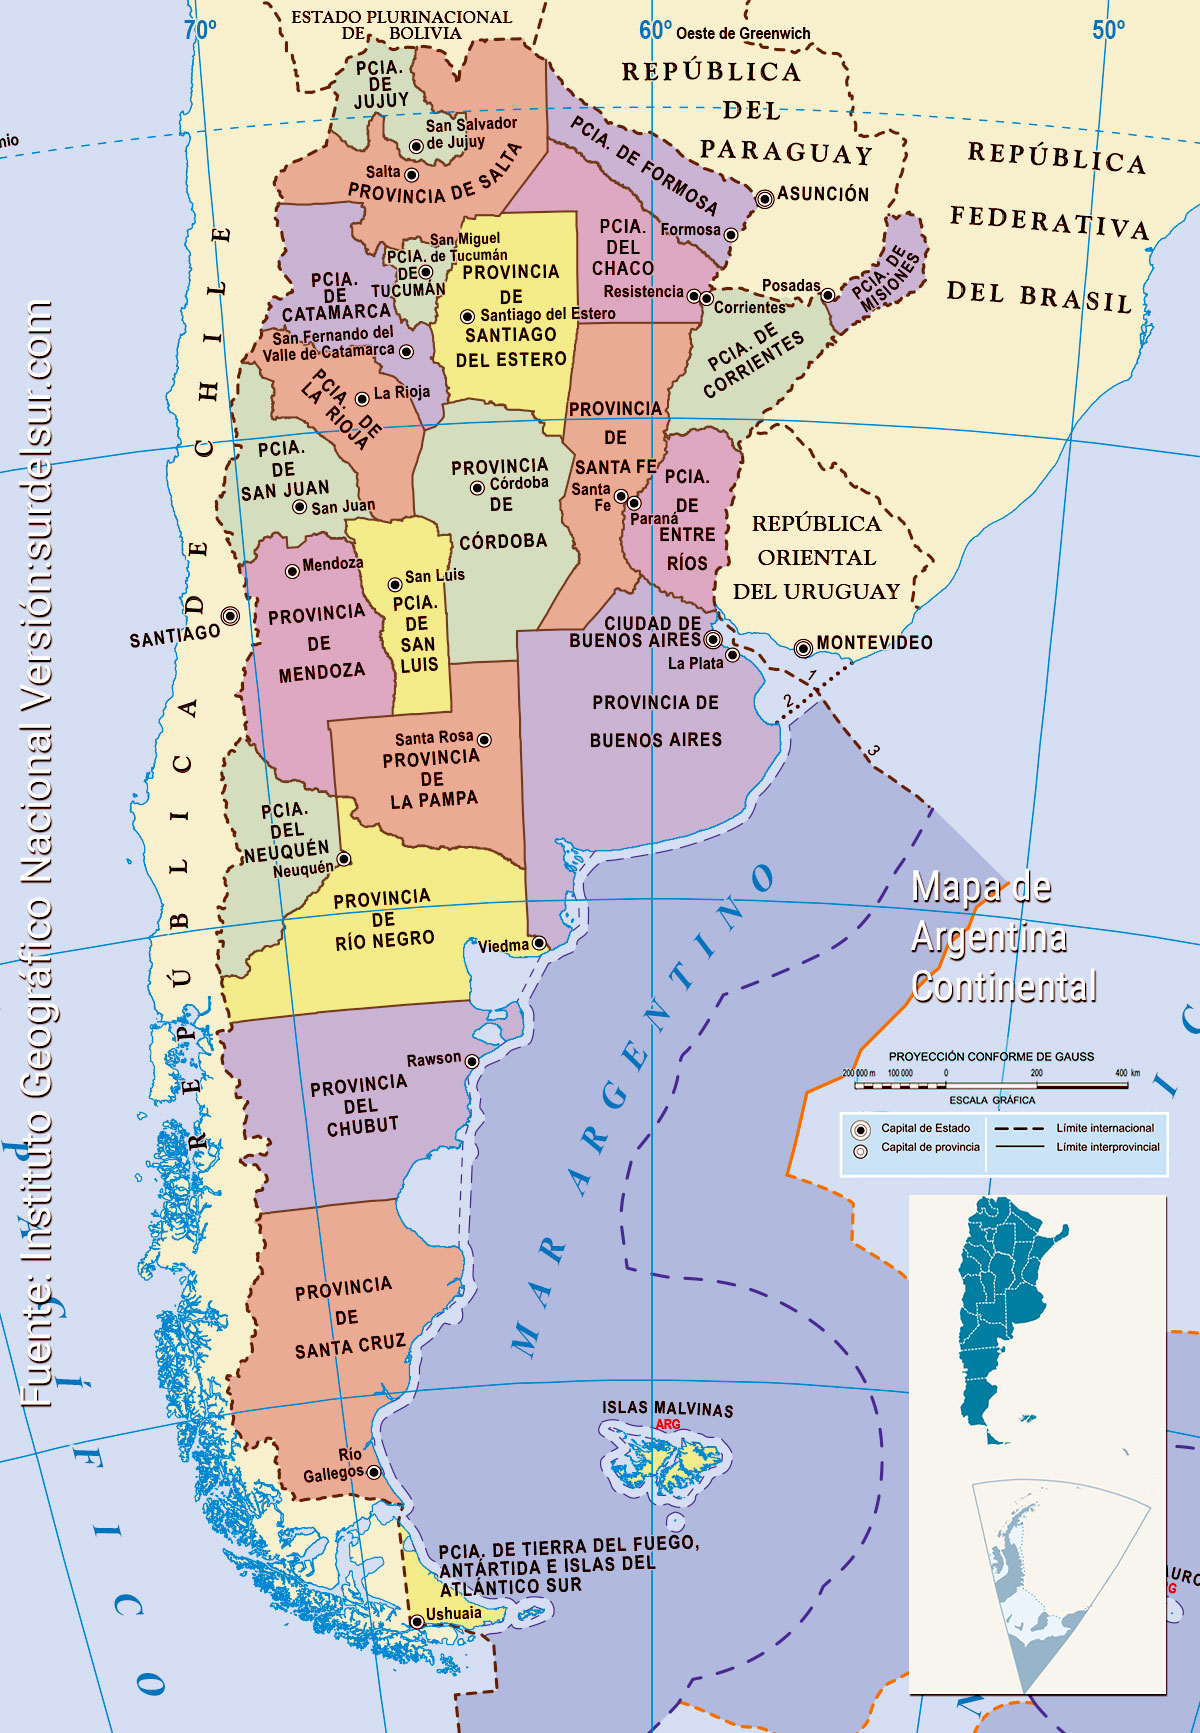 70º
60º Oeste de Greenwich
50º
ESTADO PLURINACIONAL
DE BOLIVIA
REPÚBLICA
DEL
PARAGUAY
ASUNCIÓN
REPÚBLICA
FEDERATIVA
DEL BRASIL
nio
PCIA.
DE
JUJUY
San Salvador
de Jujuy
Salta
PROVINCIA DE SALTA
PCIA. DE FORMOSA
Formosa
PCIA.
DEL
CHACO
Resistencia
Corrientes
Posadas
PCIA. DE
MISIONES
PCIA. DE
CORRIENTES
San Miguel
de Tucumán
PCIA.
DE
TUCUMÁN
PROVINCIA
DE
Santiago del Estero
SANTIAGO
DEL ESTERO
PCIA.
DE
CATAMARCA
San Fernando del
Valle de Catamarca
PCIA. DE
LA RIOJA
La Rioja
PCIA.
DE
SAN JUAN
San Juan
PROVINCIA
Córdoba
DE
CÓRDOBA
PROVINCIA
DE
SANTA FE
Santa
Fe
Paraná
PCIA.
DE
ENTRE
RÍOS
REPÚBLICA
ORIENTAL
DEL URUGUAY
MONTEVIDEO
Mendoza
PROVINCIA
DE
MENDOZA
San Luis
PCIA.
DE
SAN
LUIS
SANTIAGO
REPÚBLICA DE CHILE
CIUDAD DE
BUENOS AIRES
La Plata
PROVINCIA DE
BUENOS AIRES
1
2
3
Santa Rosa
PROVINCIA
DE
LA PAMPA
PCIA.
DEL
NEUQUÉN
Neuquén
PROVINCIA
DE
RÍO NEGRO
Viedma
Rawson
PROVINCIA
DEL
CHUBUT
PROVINCIA
DE
SANTA CRUZ
Río
Gallegos
MAR ARGENTINO
ISLAS MALVINAS
ARG
PCIA. DE TIERRA DEL FUEGO,
ANTÁRTIDA E ISLAS DEL
ATLÁNTICO SUR
Ushuaia
Mapa de
Argentina
Continental
PROYECCIÓN CONFORME DE GAUSS
200 000 m 100 000 0 200 400 km
ESCALA GRÁFICA
Capital de Estado
Límite internacional
Capital de provincia
Límite interprovincial
Fuente: Instituto Geográfico Nacional Versión:surdelsur.com
P
ÍFICO
I
C
N
URO
G